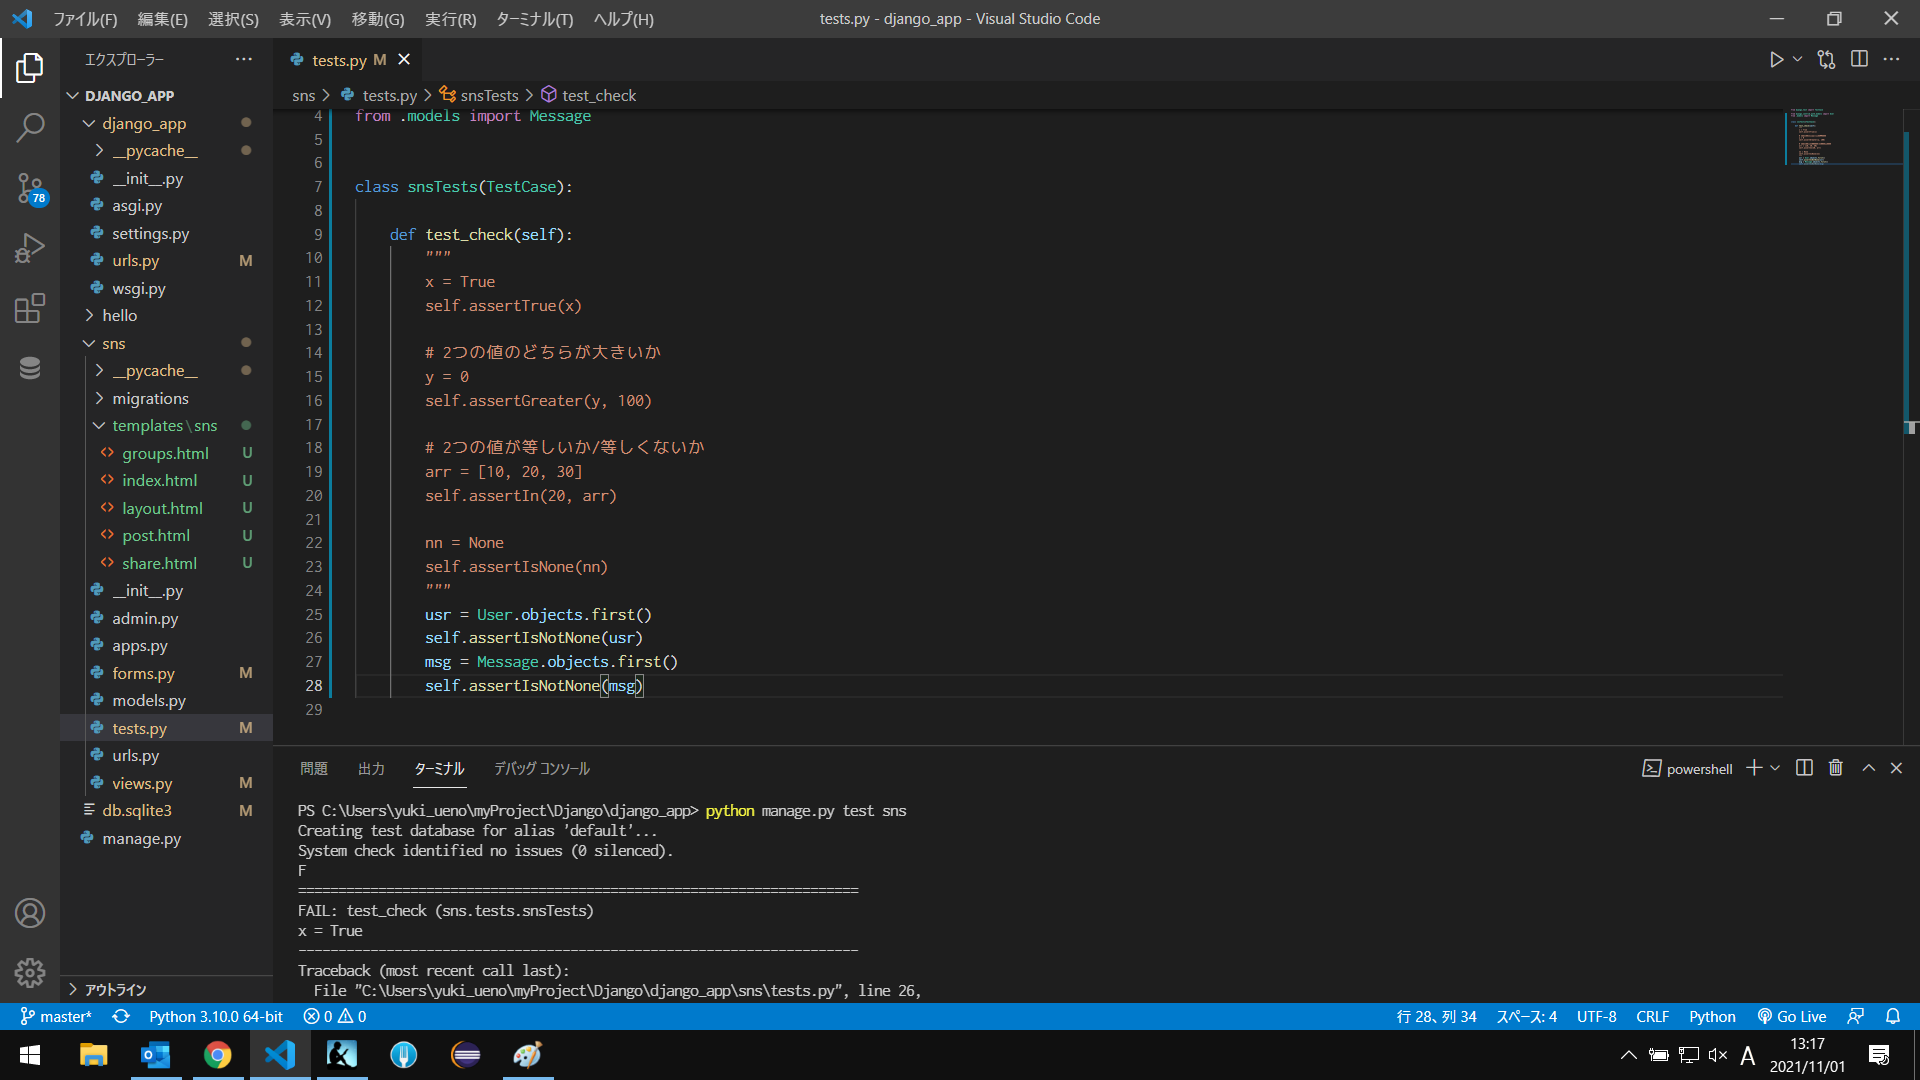 ファイル(F) 編集(E) 選択(S) 表示(V) 移動(G) 実行(R) ターミナル(T) ヘルプ(H)
tests.py - django_app - Visual Studio Code
エクスプローラー
DJANGO_APP
django_app
__pycache__
__init__.py
asgi.py
settings.py
urls.py M
wsgi.py
hello
sns
__pycache__
migrations
templates\sns
groups.html U
index.html U
layout.html U
post.html U
share.html U
__init__.py
admin.py
apps.py
forms.py M
models.py
tests.py M
urls.py
views.py M
db.sqlite3 M
manage.py
アウトライン
78
tests.py M
sns > tests.py > snsTests > test_check
4 from .models import Message
5
6
7 class snsTests(TestCase):
8
9 def test_check(self):
10 """
11 x = True
12 self.assertTrue(x)
13
14 # 2つの値のどちらが大きいか
15 y = 0
16 self.assertGreater(y, 100)
17
18 # 2つの値が等しいか/等しくないか
19 arr = [10, 20, 30]
20 self.assertIn(20, arr)
21
22 nn = None
23 self.assertIsNone(nn)
24 """
25 usr = User.objects.first()
26 self.assertIsNotNone(usr)
27 msg = Message.objects.first()
28 self.assertIsNotNone(msg)
29
問題 出力 ターミナル デバッグ コンソール
powershell
PS C:\Users\yuki_ueno\myProject\Django\django_app> python manage.py test sns
Creating test database for alias 'default'...
System check identified no issues (0 silenced).
F
======================================================================
FAIL: test_check (sns.tests.snsTests)
x = True
----------------------------------------------------------------------
Traceback (most recent call last):
File "C:\Users\yuki_ueno\myProject\Django\django_app\sns\tests.py", line 26,
master* Python 3.10.0 64-bit 0 0
行 28、列 34 スペース: 4 UTF-8 CRLF Python Go Live
A
13:17
2021/11/01